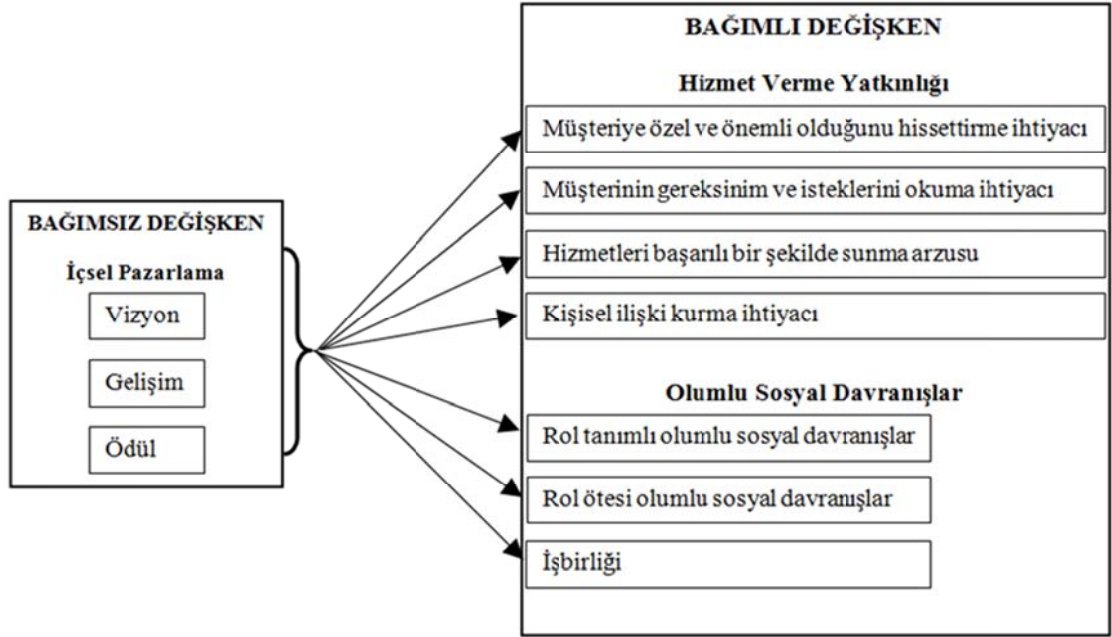 BAĞIMSIZ DEĞİŞKEN
İçsel Pazarlama
Vizyon
Gelişim
Ödül
BAĞIMLI DEĞİŞKEN
Hizmet Verme Yatkınlığı
Müşteriye özel ve önemli olduğunu hissettirme ihtiyacı
Müşterinin gereksinim ve isteklerini okuma ihtiyacı
Hizmetleri başarılı bir şekilde sunma arzusu
Kişisel ilişki kurma ihtiyacı
Olumlu Sosyal Davranışlar
Rol tanımlı olumlu sosyal davranışlar
Rol ötesi olumlu sosyal davranışlar
İşbirliği